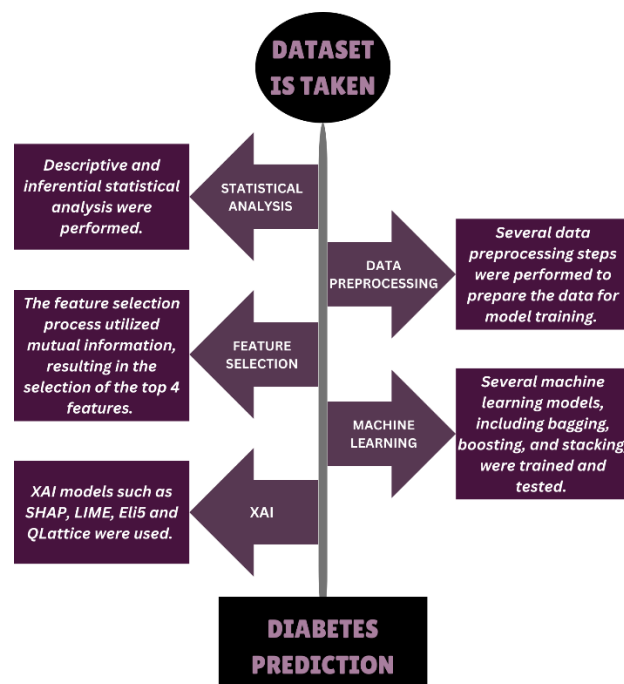 DATASET
IS TAKEN
Descriptive and
inferential statistical
analysis were
performed.
STATISTICAL
ANALYSIS
DATA
PREPROCESSING
Several data
preprocessing steps
were performed to
prepare the data for
model training.
The feature selection
process utilized
mutual information,
resulting in the
selection of the top 4
features.
FEATURE
SELECTION
MACHINE
LEARNING
Several machine
learning models,
including bagging,
boosting, and stacking,
were trained and
tested.
XAI models such as
SHAP, LIME, Eli5 and
QLattice were used.
XAI
DIABETES
PREDICTION